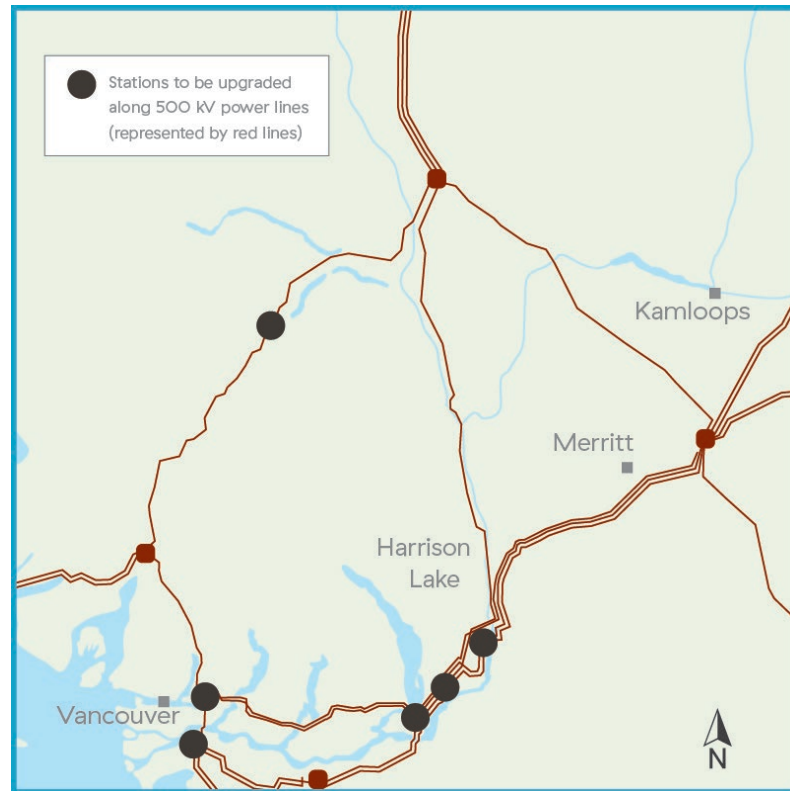 Stations to be upgraded
along 500 kV power lines
(represented by red lines)
Kamloops
Merritt
Harrison
Lake
Vancouver
N